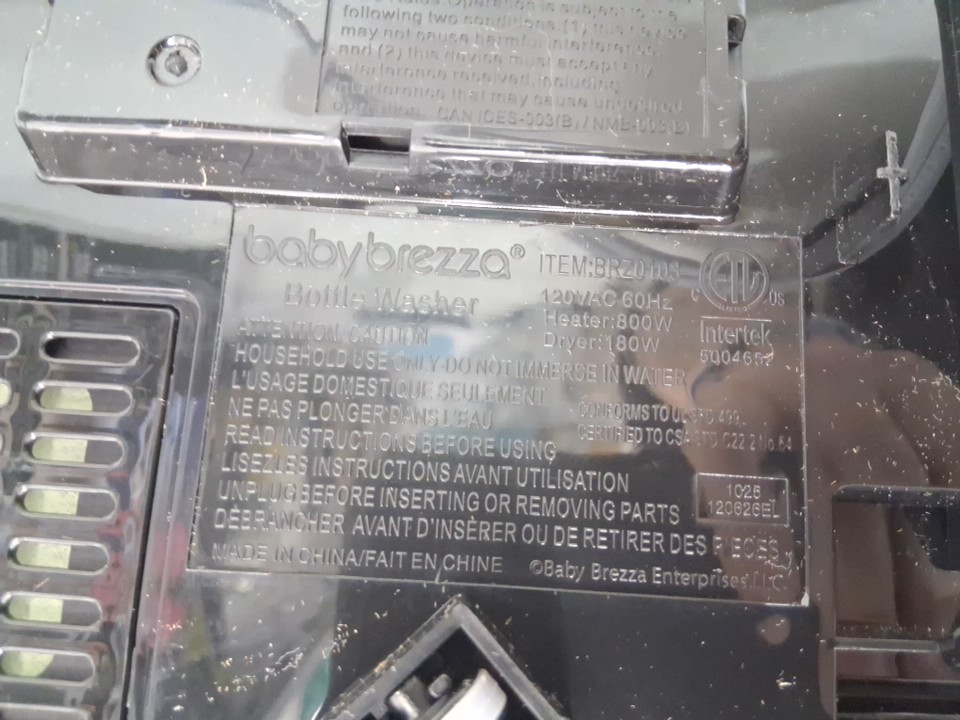 following two conditions:(1) this device
may not cause harmful interference,
and (2) this device must accept any
interference received, including
interference that may cause undesired
operation. CAN ICES-003(B) / NMB-003(B)
babybrezza®
Bottle Washer
ITEM:BRZ0103
120VAC 60Hz
Heater:800W
Dryer:180W
C US
Intertek
5004652
ATTENTION, CAUTION
HOUSEHOLD USE ONLY-DO NOT IMMERSE IN WATER
L'USAGE DOMESTIQUE SEULEMENT
NE PAS PLONGER DANS L'EAU
CONFORMS TO UL STD.499,
CERTIFIED TO CSA STD C22.2 No.64
READ INSTRUCTIONS BEFORE USING
LISEZ LES INSTRUCTIONS AVANT UTILISATION
UNPLUG BEFORE INSERTING OR REMOVING PARTS
DÉBRANCHER AVANT D'INSÉRER OU DE RETIRER DES PIECES
1025
120626EL
MADE IN CHINA/FAIT EN CHINE
©Baby Brezza Enterprises LLC